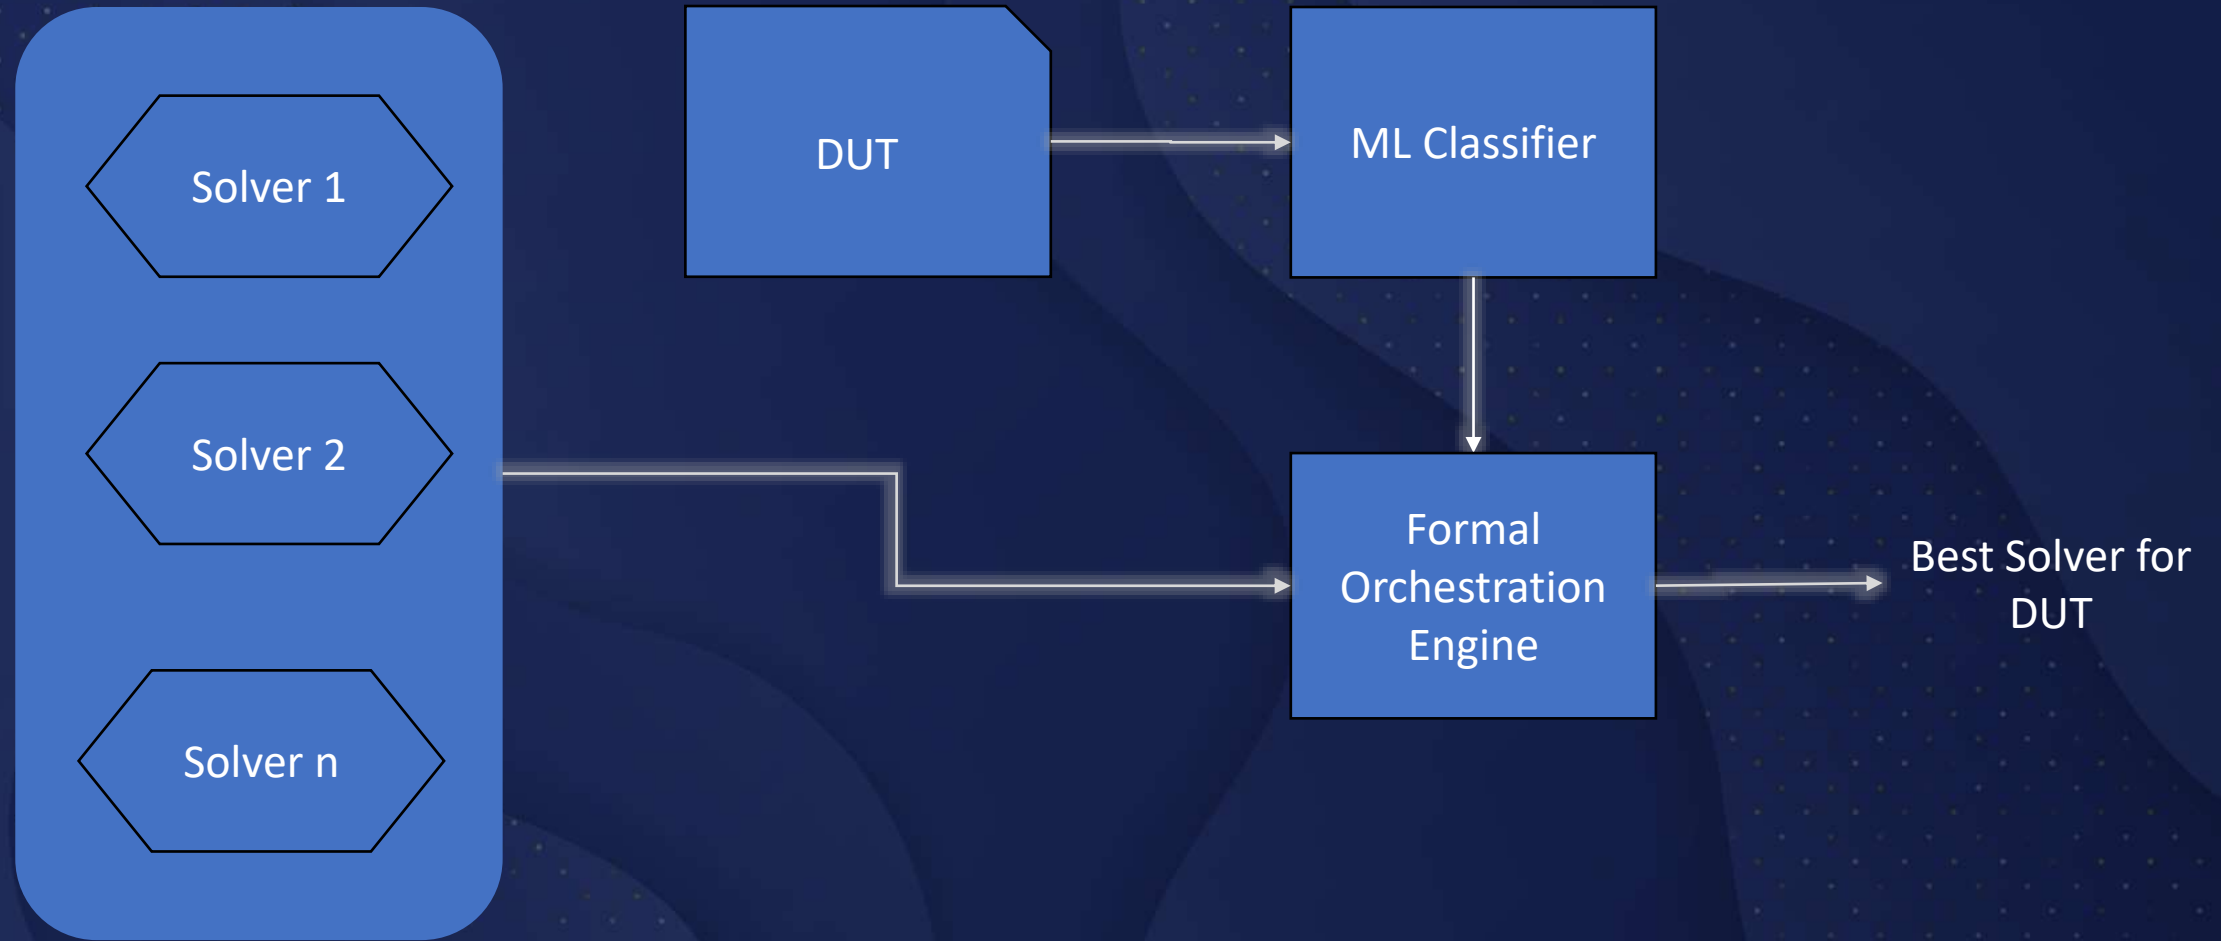 Solver 1
Solver 2
Solver n
DUT
ML Classifier
Formal
Orchestration
Engine
Best Solver for
DUT